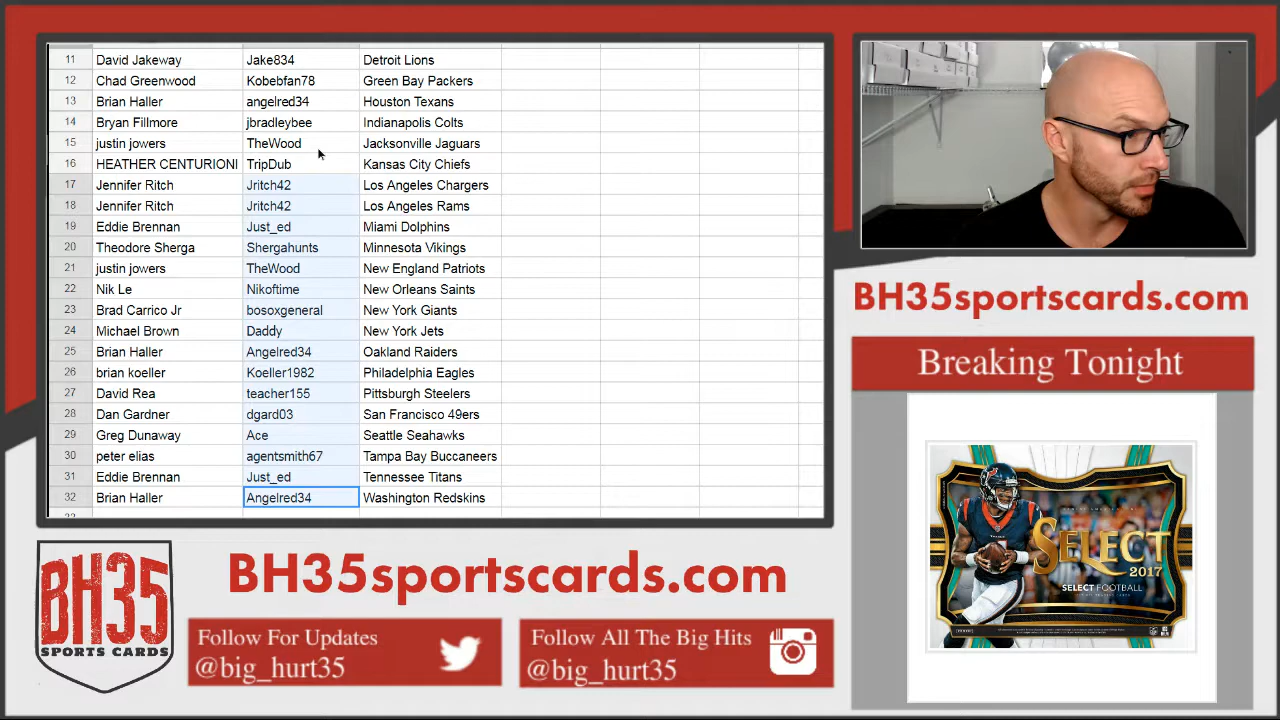 11 David Jakeway Jake834 Detroit Lions
12 Chad Greenwood Kobebfan78 Green Bay Packers
13 Brian Haller angelred34 Houston Texans
14 Bryan Fillmore jbradleybee Indianapolis Colts
15 justin jowers TheWood Jacksonville Jaguars
16 HEATHER CENTURIONI TripDub Kansas City Chiefs
17 Jennifer Ritch Jritch42 Los Angeles Chargers
18 Jennifer Ritch Jritch42 Los Angeles Rams
19 Eddie Brennan Just_ed Miami Dolphins
20 Theodore Sherga Shergahunts Minnesota Vikings
21 justin jowers TheWood New England Patriots
22 Nik Le Nikoftime New Orleans Saints
23 Brad Carrico Jr bosoxgeneral New York Giants
24 Michael Brown Daddy New York Jets
25 Brian Haller Angelred34 Oakland Raiders
26 brian koeller Koeller1982 Philadelphia Eagles
27 David Rea teacher155 Pittsburgh Steelers
28 Dan Gardner dgard03 San Francisco 49ers
29 Greg Dunaway Ace Seattle Seahawks
30 peter elias agentsmith67 Tampa Bay Buccaneers
31 Eddie Brennan Just_ed Tennessee Titans
32 Brian Haller Angelred34 Washington Redskins
BH35sportscards.com
Breaking Tonight
SELECT
2017
SELECT FOOTBALL
BH35
SPORTS CARDS
BH35sportscards.com
Follow For Updates
@big_hurt35
Follow All The Big Hits
@big_hurt35